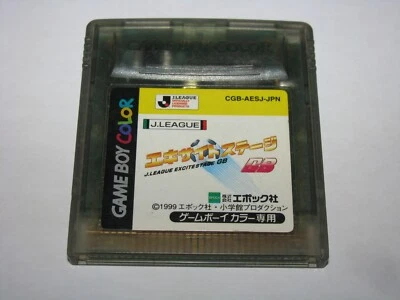 GAME BOY COLOR
J.LEAGUE
CGB-AESJ-JPN
J.LEAGUE
エキサイトステージ GB
J.LEAGUE EXCITE STAGE GB
株式会社 エポック社
©1999 エポック社・小学館プロダクション
ゲームボーイカラー専用
GAME BOY COLOR